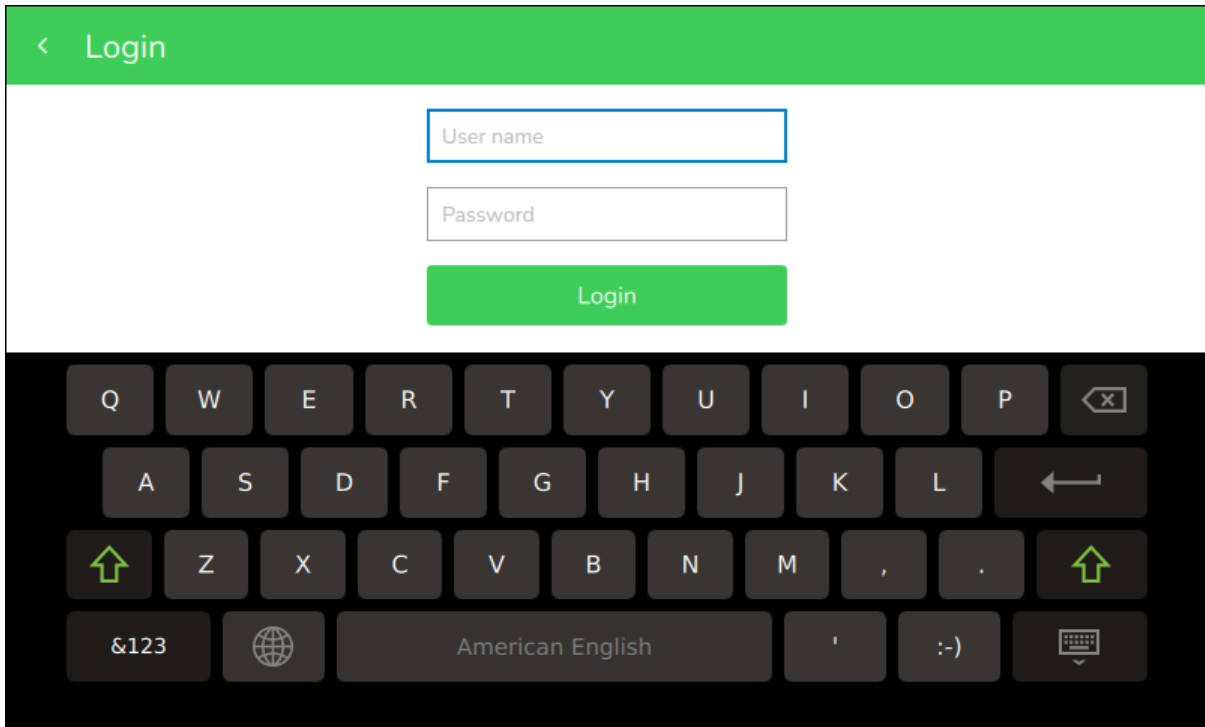 Login
User name
Password
Login
Q W E R T Y U I O P
A S D F G H J K L
Z X C V B N M , .
&123 American English ' :-)